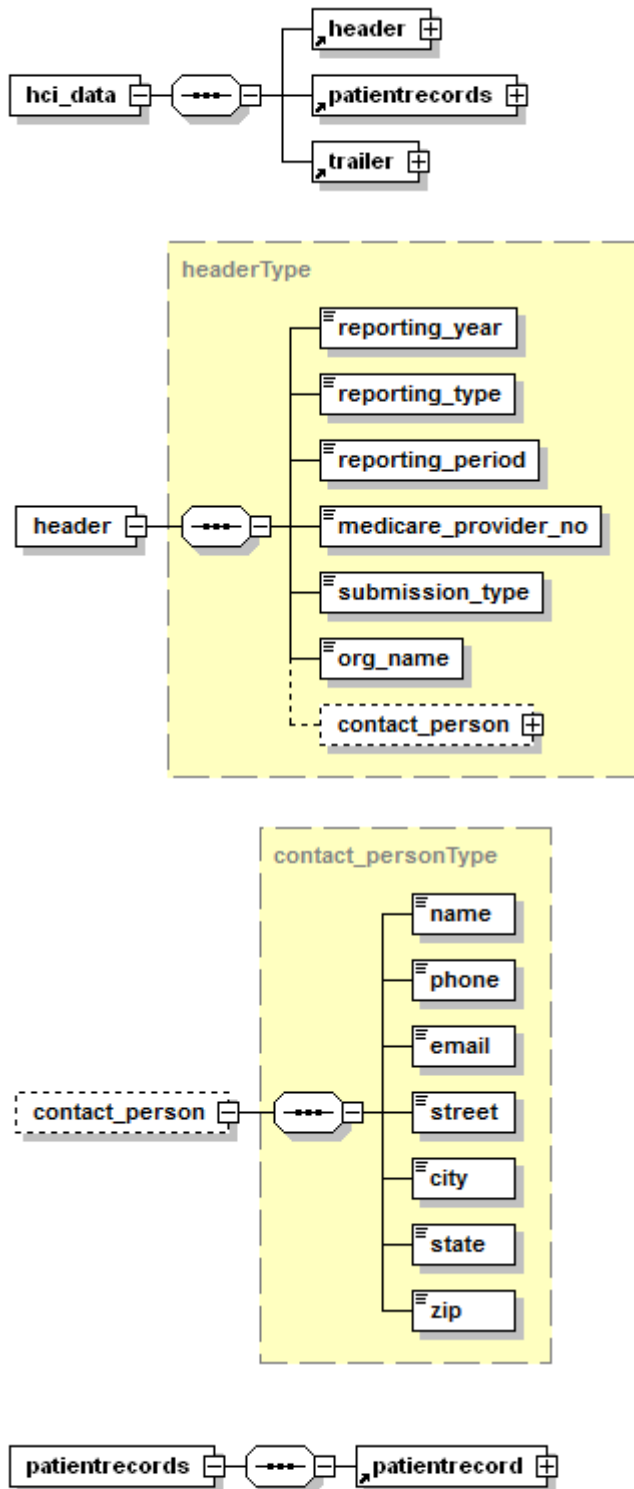 header
hci_data
patientrecords
trailer
headerType
reporting_year
reporting_type
reporting_period
header
medicare_provider_no
submission_type
org_name
contact_person
contact_personType
name
phone
email
contact_person
street
city
state
zip
patientrecords
patientrecord